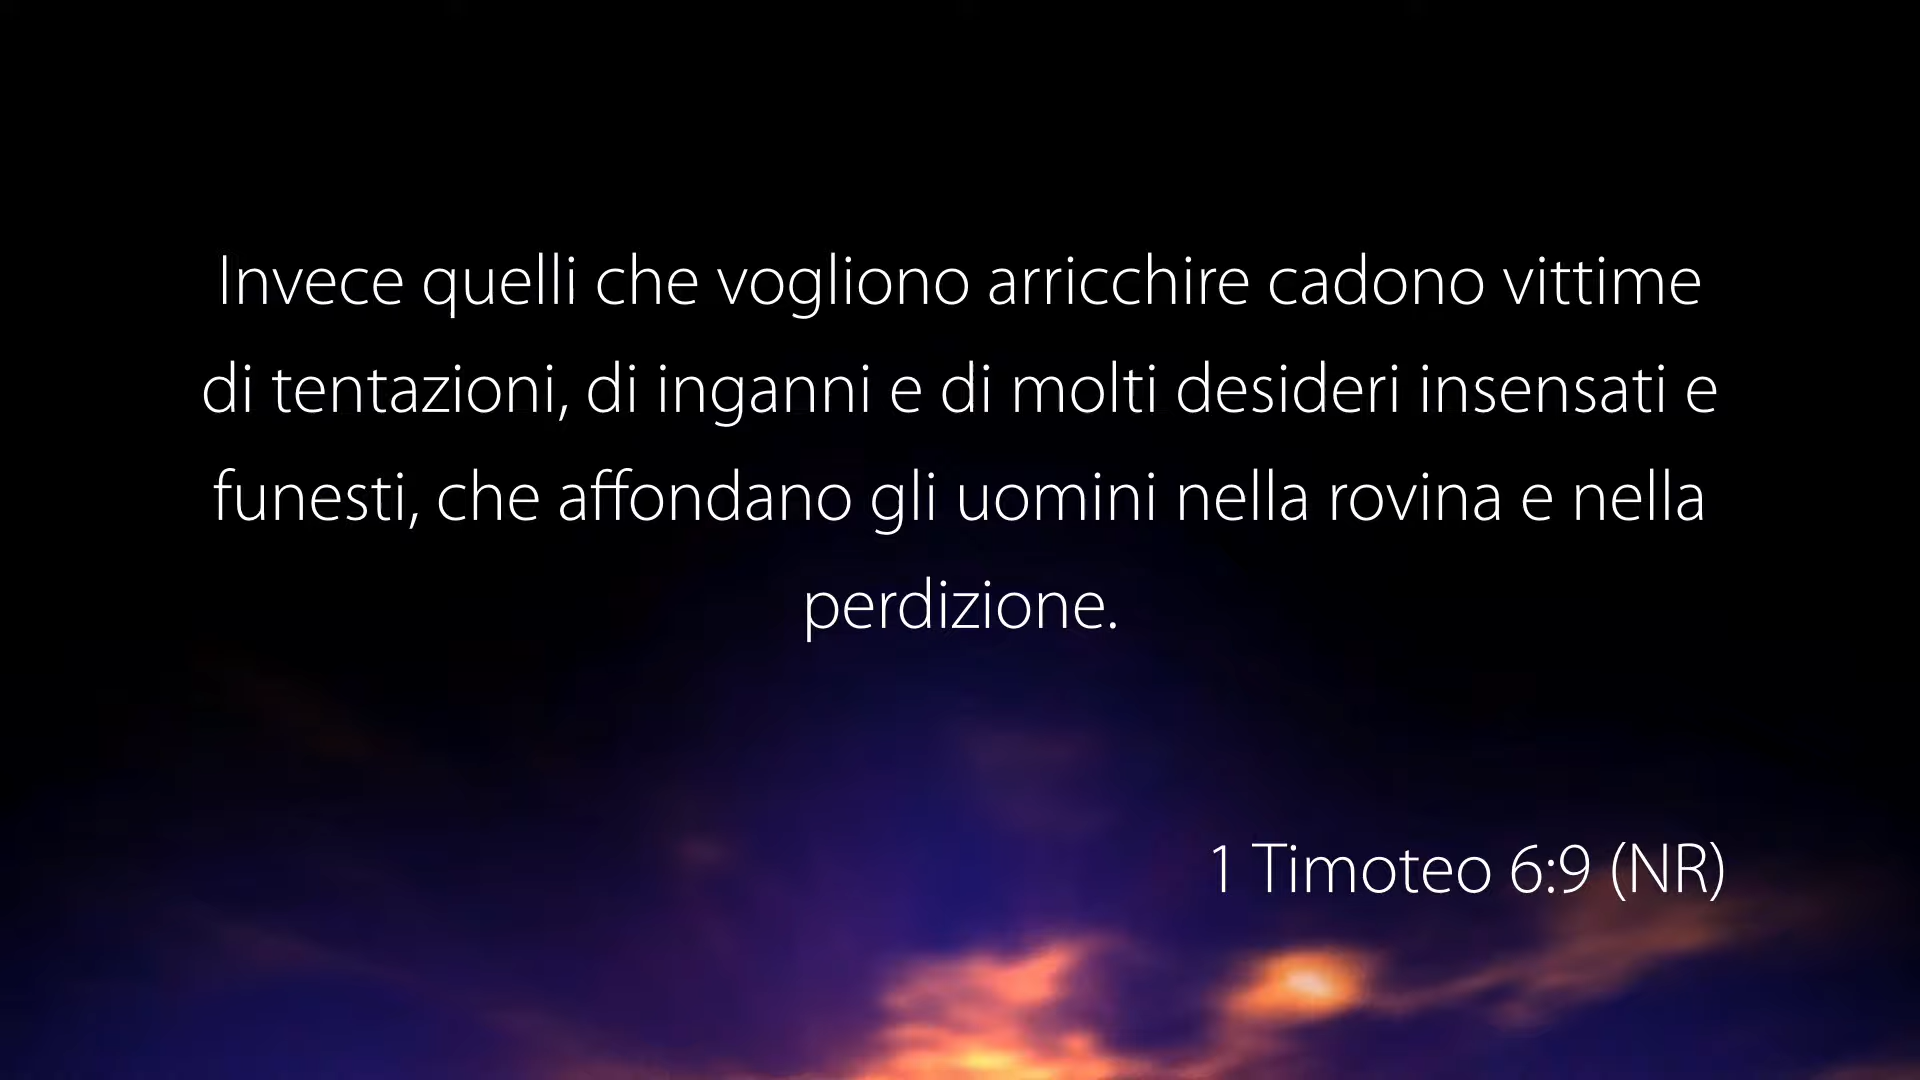 Invece quelli che vogliono arricchire cadono vittime
di tentazioni, di inganni e di molti desideri insensati e
funesti, che affondano gli uomini nella rovina e nella
perdizione.
1 Timoteo 6:9 (NR)